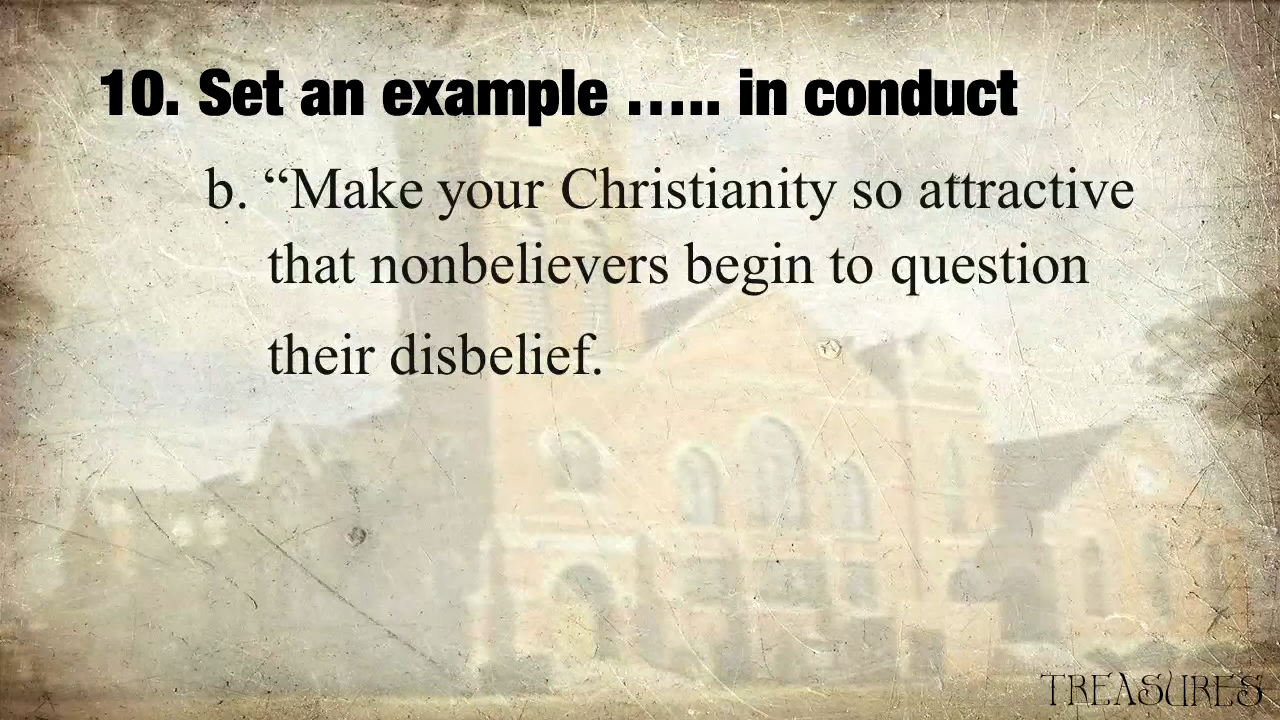 10. Set an example ..... in conduct
b. “Make your Christianity so attractive
that nonbelievers begin to question
their disbelief.
TREASURES